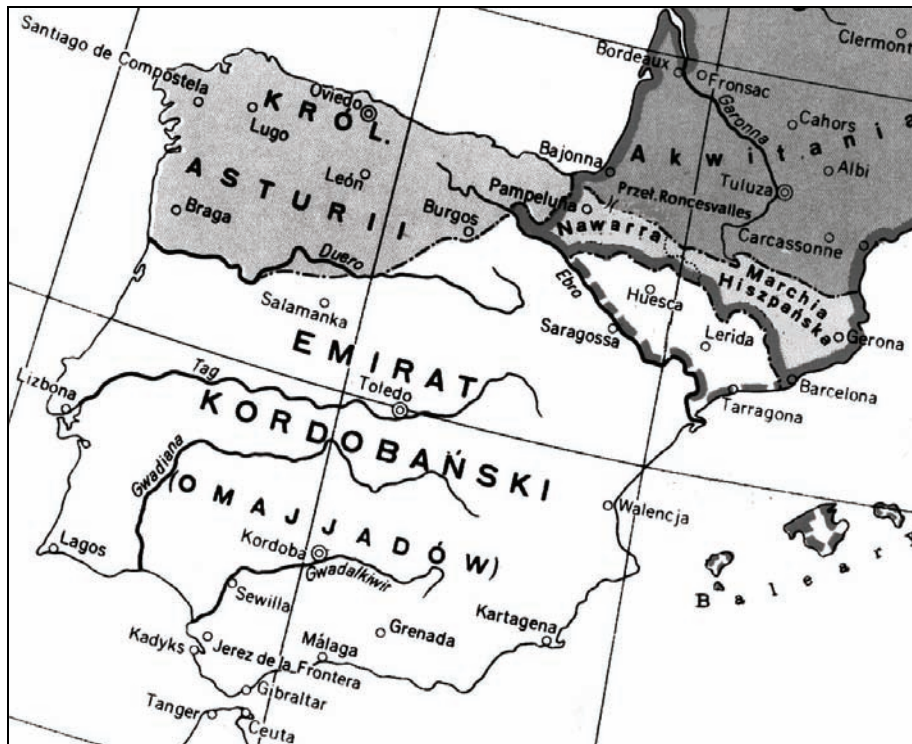 Santiago de Compostela
Oviedo
KRÓL.
Lugo
ASTURII
León
Braga
Burgos
Duero
Salamanka
Bordeaux
Fronsac
Clermont
Garonna
Cahors
Akwitania
Albi
Bajonna
Tuluza
Pampeluna
Przeł. Roncesvalles
Nawarra
Carcassonne
Marchia
Hiszpańska
Gerona
Ebro
Huesca
Saragossa
Lerida
Barcelona
Tarragona
EMIRAT
Tag
Toledo
Lizbona
KORDOBAŃSKI
Gwadiana
(OMAJJADÓW)
Walencja
Kordoba
Gwadalkiwir
Lagos
Sewilla
Baleary
Kartagena
Grenada
Kadyks
Jerez de la Frontera
Málaga
Gibraltar
Tanger
Ceuta